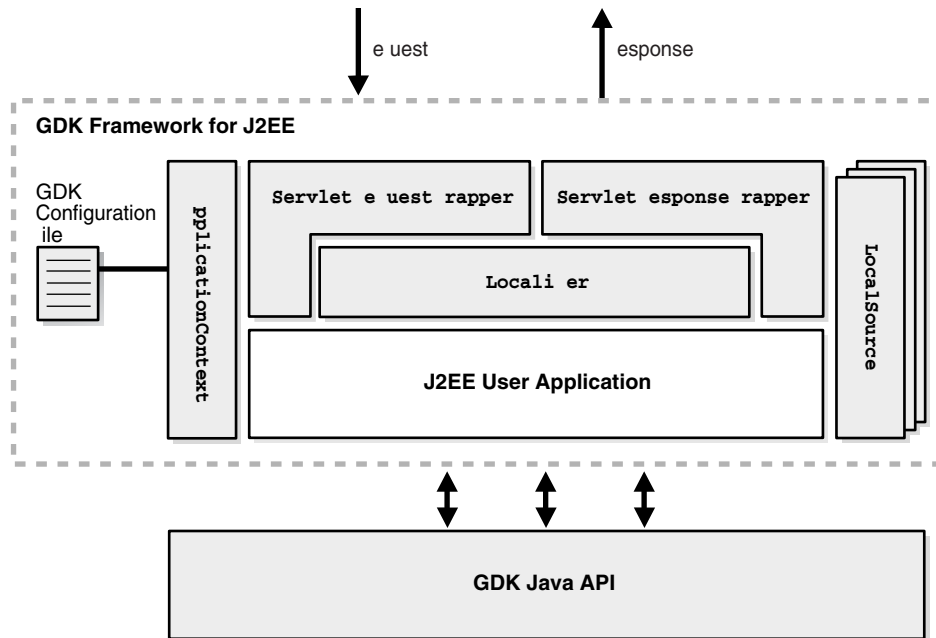 e uest
esponse
GDK Framework for J2EE
GDK
Configuration
ile
pplicationContext
Servlet e uest rapper
Servlet esponse rapper
Locali er
LocalSource
J2EE User Application
GDK Java API